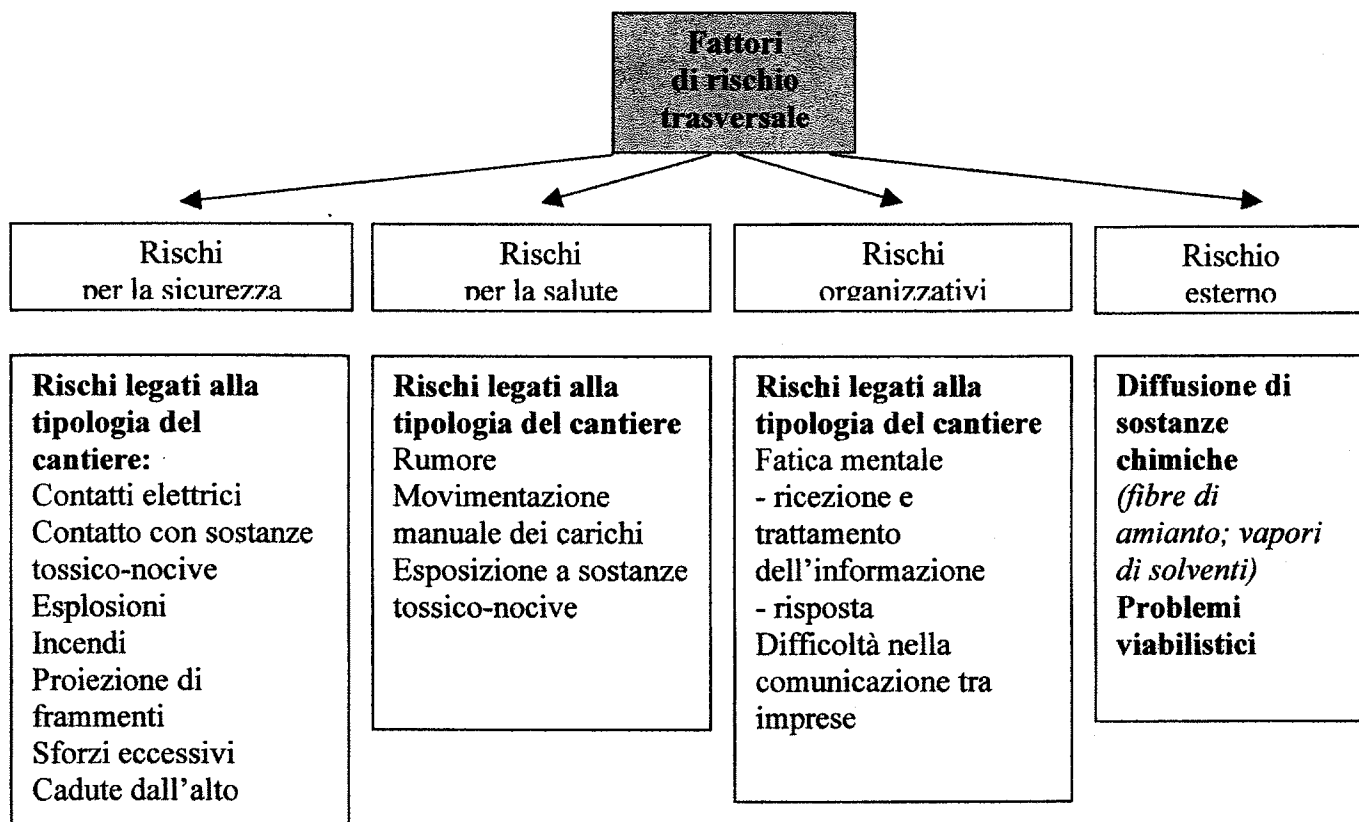 Fattori
di rischio
trasversale
Rischi
per la sicurezza
Rischi
per la salute
Rischi
organizzativi
Rischio
esterno
Rischi legati alla
tipologia del
cantiere:
Contatti elettrici
Contatto con sostanze
tossico-nocive
Esplosioni
Incendi
Proiezione di
frammenti
Sforzi eccessivi
Cadute dall'alto
Rischi legati alla
tipologia del cantiere
Rumore
Movimentazione
manuale dei carichi
Esposizione a sostanze
tossico-nocive
Rischi legati alla
tipologia del cantiere
Fatica mentale
- ricezione e
trattamento
dell'informazione
- risposta
Difficoltà nella
comunicazione tra
imprese
Diffusione di
sostanze
chimiche
(fibre di
amianto; vapori
di solventi)
Problemi
viabilistici